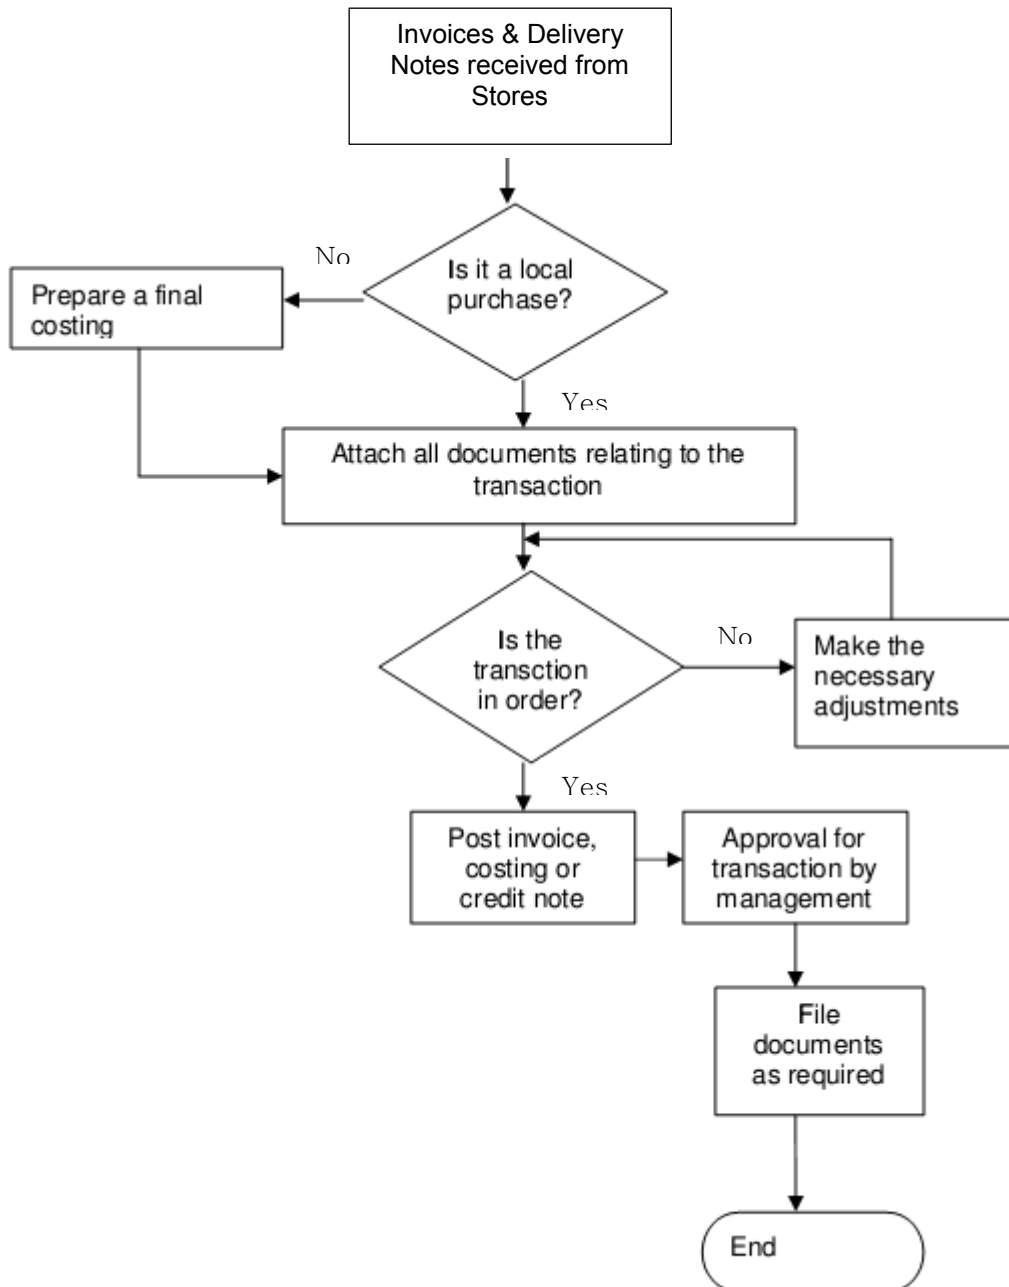 Invoices & Delivery
Notes received from
Stores
No
Is it a local
purchase?
Prepare a final
costing
Yes
Attach all documents relating to the
transaction
Is the
transction
in order?
No
Make the
necessary
adjustments
Yes
Post invoice,
costing or
credit note
Approval for
transaction by
management
File
documents
as required
End